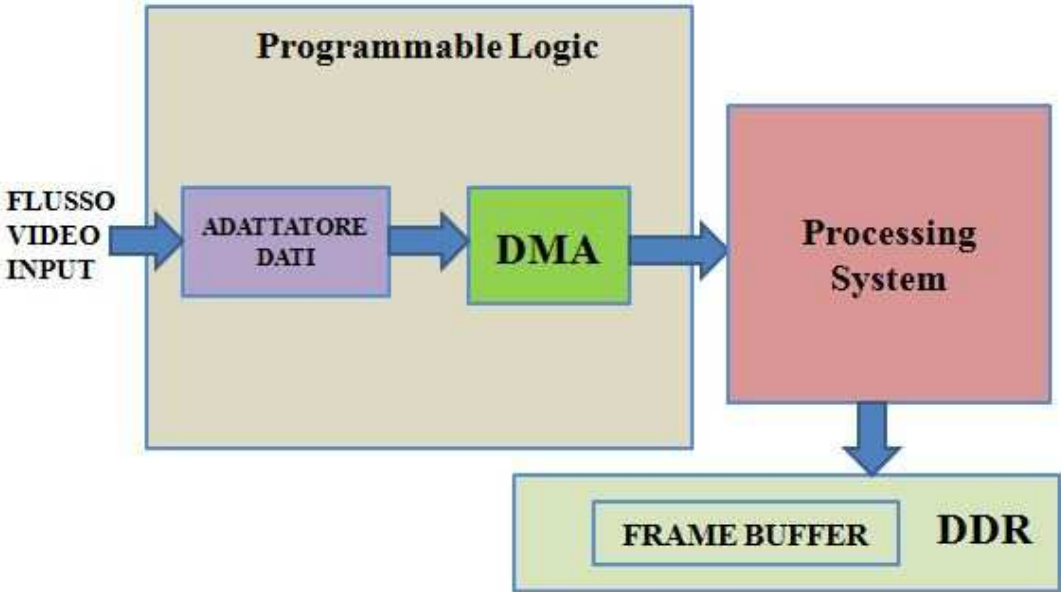 Programmable Logic
FLUSSO
VIDEO
INPUT
ADATTATORE
DATI
DMA
Processing
System
FRAME BUFFER
DDR